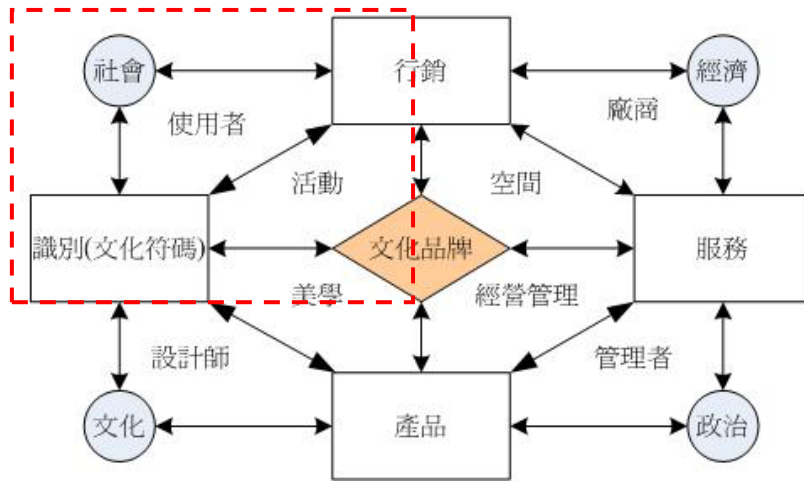 社會
行銷
經濟
使用者
廠商
活動
空間
識別(文化符碼)
文化品牌
服務
美學
經營管理
設計師
管理者
文化
產品
政治